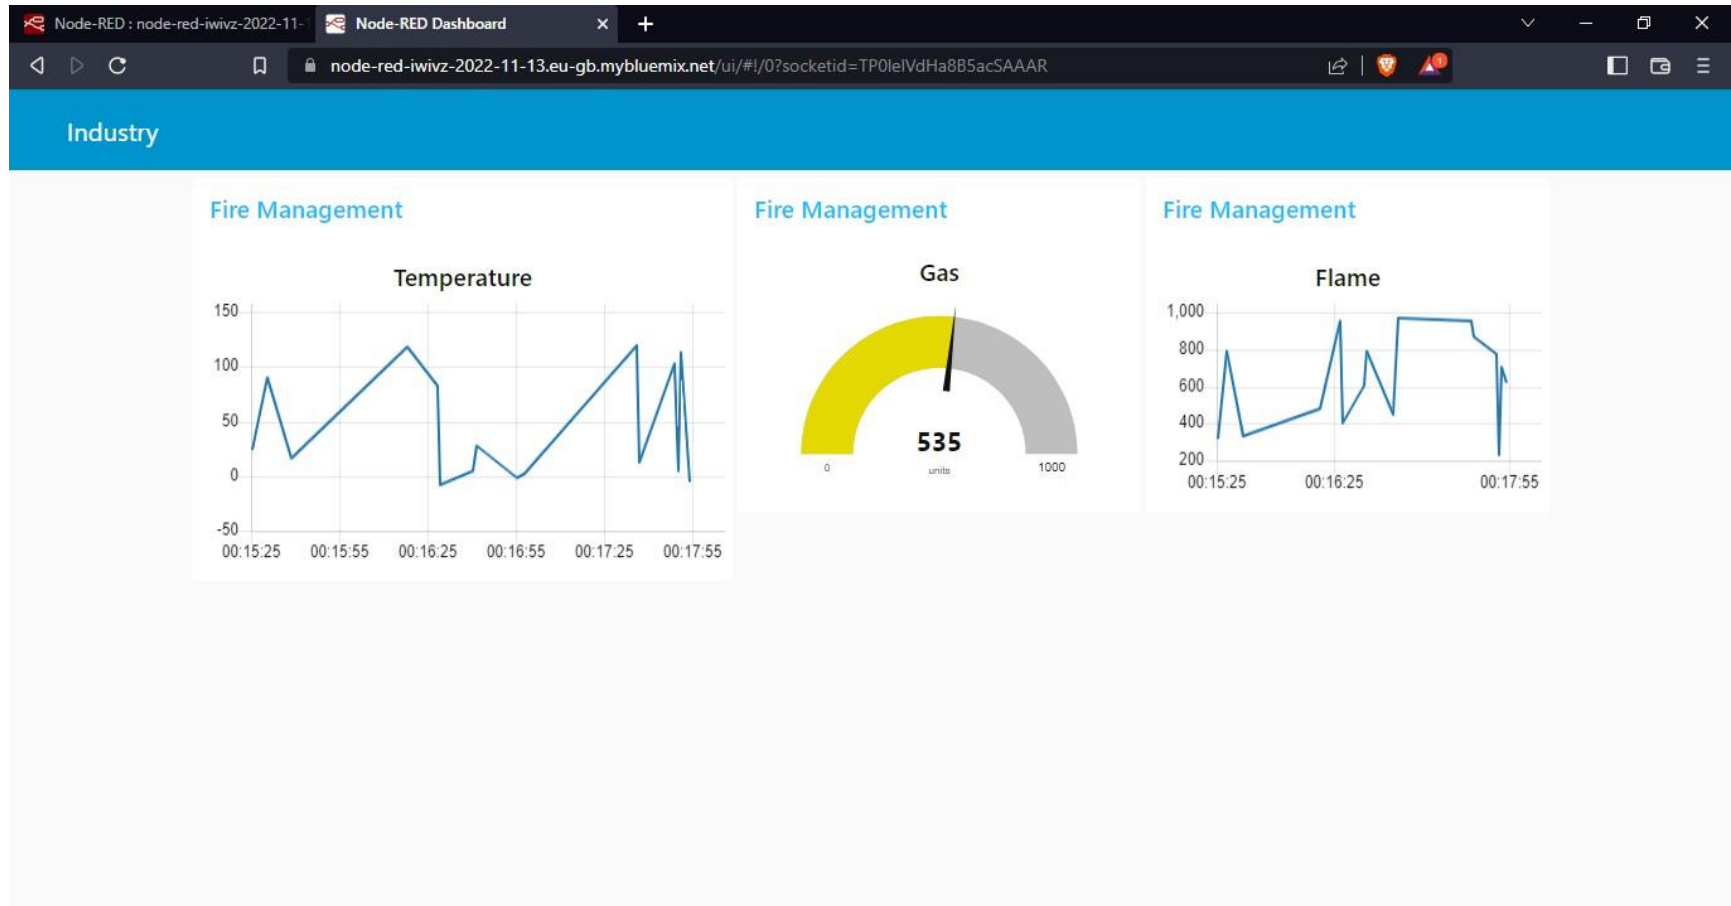 Node-RED : node-red-iwivz-2022-11-1
Node-RED Dashboard
node-red-iwivz-2022-11-13.eu-gb.mybluemix.net/ui/#!/0?socketid=TP0lelVdHa8B5acSAAAR
1
Industry
Fire Management
Temperature
150
100
50
0
-50
00:15:25 00:15:55 00:16:25 00:16:55 00:17:25 00:17:55
Fire Management
Gas
535
units
0
1000
Fire Management
Flame
1,000
800
600
400
200
00:15:25 00:16:25 00:17:55